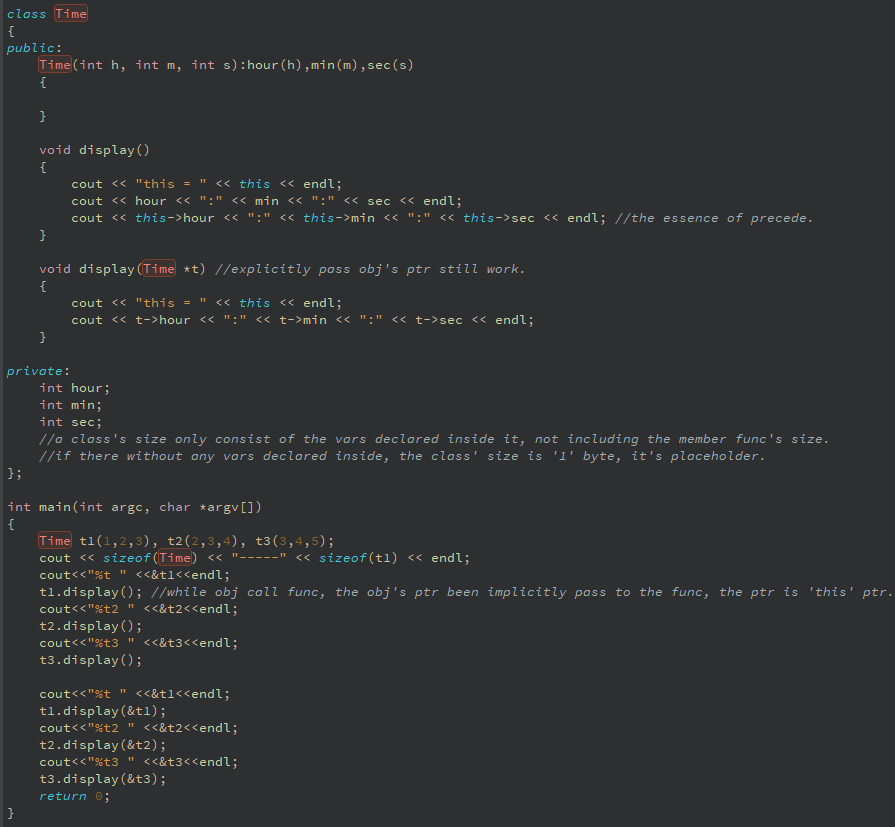 class Time
{
public:
    Time(int h, int m, int s):hour(h),min(m),sec(s)
    {

    }

    void display()
    {
        cout << "this = " << this << endl;
        cout << hour << ":" << min << ":" << sec << endl;
        cout << this->hour << ":" << this->min << ":" << this->sec << endl; //the essence of precede.
    }

    void display(Time *t) //explicitly pass obj's ptr still work.
    {
        cout << "this = " << this << endl;
        cout << t->hour << ":" << t->min << ":" << t->sec << endl;
    }

private:
    int hour;
    int min;
    int sec;
    //a class's size only consist of the vars declared inside it, not including the member func's size.
    //if there without any vars declared inside, the class' size is '1' byte, it's placeholder.
};

int main(int argc, char *argv[])
{
    Time t1(1,2,3), t2(2,3,4), t3(3,4,5);
    cout << sizeof(Time) << "-----" << sizeof(t1) << endl;
    cout<<"%t " <<&t1<<endl;
    t1.display(); //while obj call func, the obj's ptr been implicitly pass to the func, the ptr is 'this' ptr.
    cout<<"%t2 " <<&t2<<endl;
    t2.display();
    cout<<"%t3 " <<&t3<<endl;
    t3.display();

    cout<<"%t " <<&t1<<endl;
    t1.display(&t1);
    cout<<"%t2 " <<&t2<<endl;
    t2.display(&t2);
    cout<<"%t3 " <<&t3<<endl;
    t3.display(&t3);
    return 0;
}